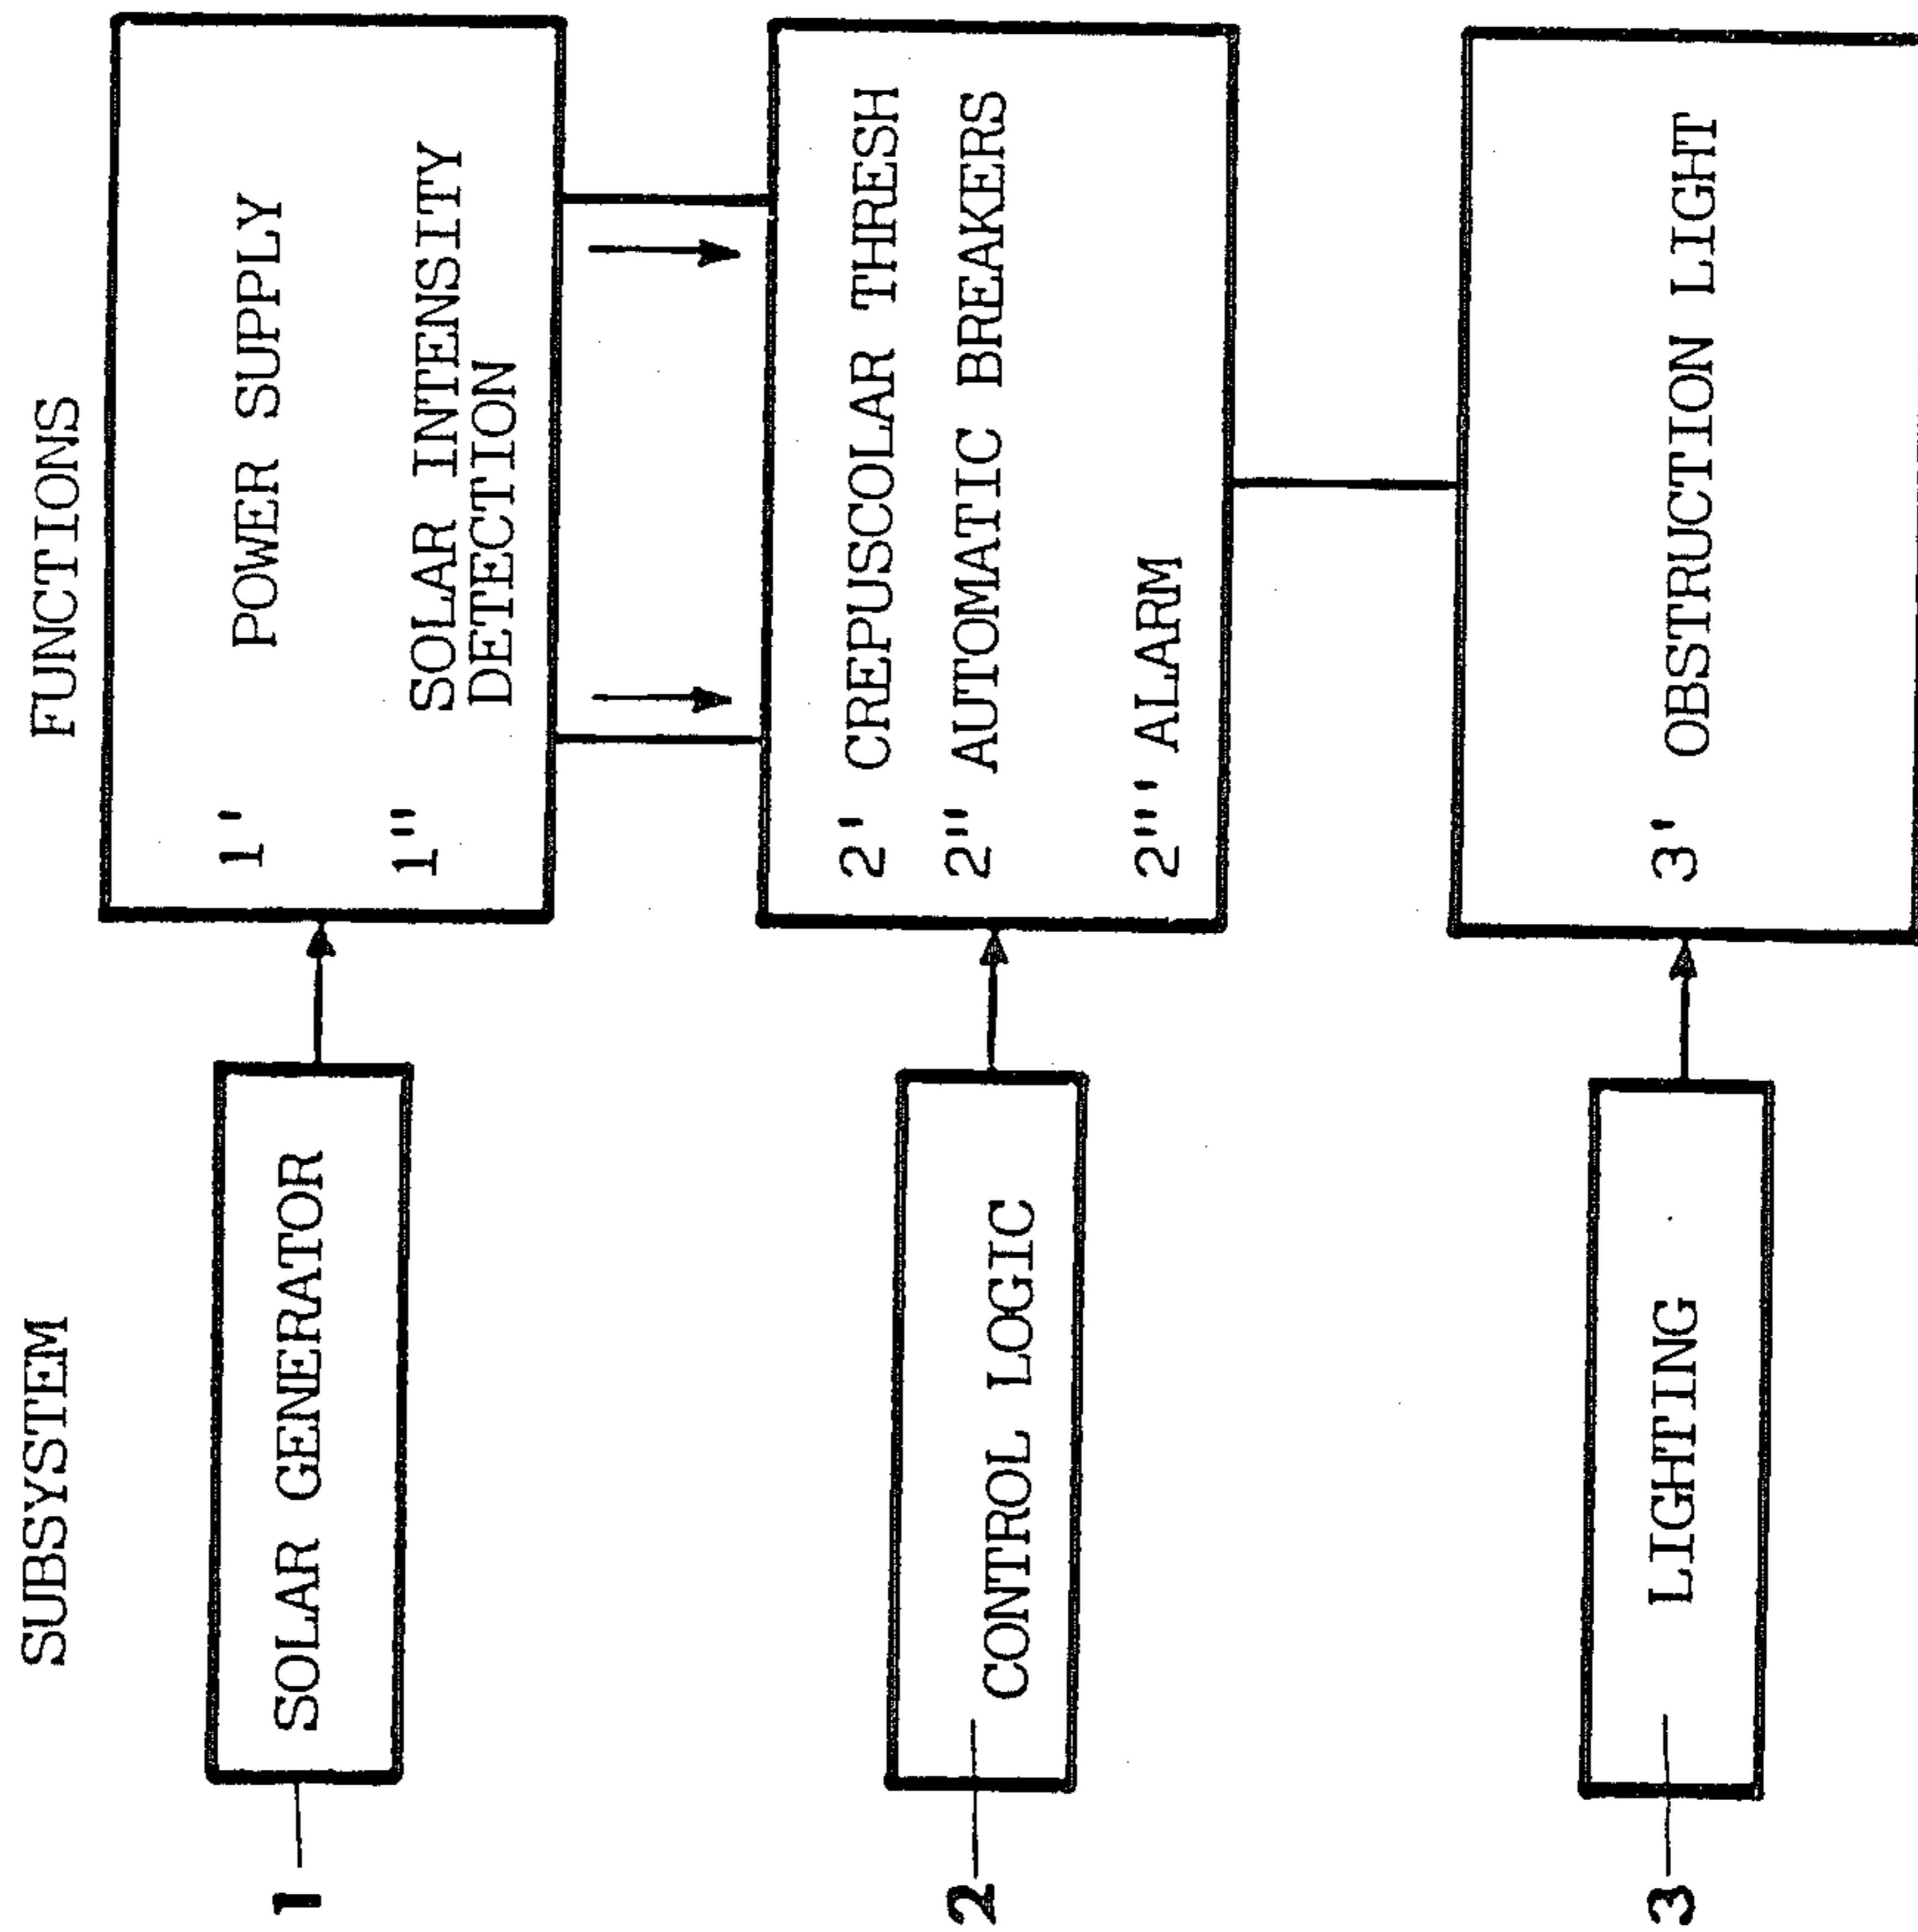 SUBSYSTEM
FUNCTIONS
1
SOLAR GENERATOR
1' POWER SUPPLY
1" SOLAR INTENSITY
DETECTION
2
CONTROL LOGIC
2' CREPUSCOLAR THRESH
2" AUTOMATIC BREAKERS
2"' ALARM
3
LIGHTING
3' OBSTRUCTION LIGHT